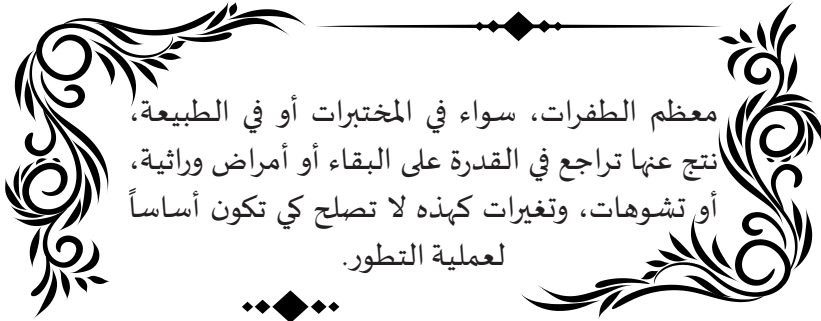 معظم الطفرات، سواء في المختبرات أو في الطبيعة،
نتج عنها تراجع في القدرة على البقاء أو أمراض وراثية،
أو تشوهات، وتغيرات كهذه لا تصلح كي تكون أساساً
لعملية التطور.